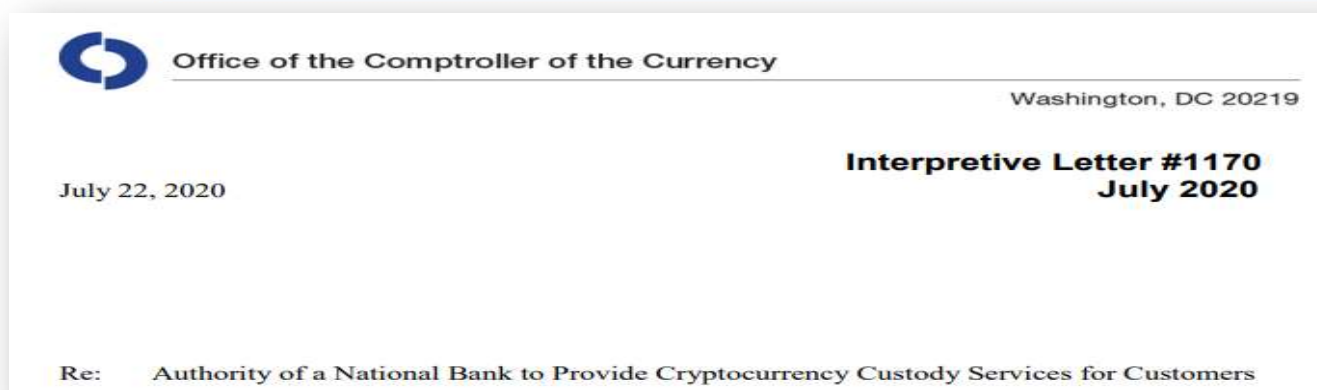 Office of the Comptroller of the Currency
Washington, DC 20219
Interpretive Letter #1170
July 2020
July 22, 2020
Re: Authority of a National Bank to Provide Cryptocurrency Custody Services for Customers